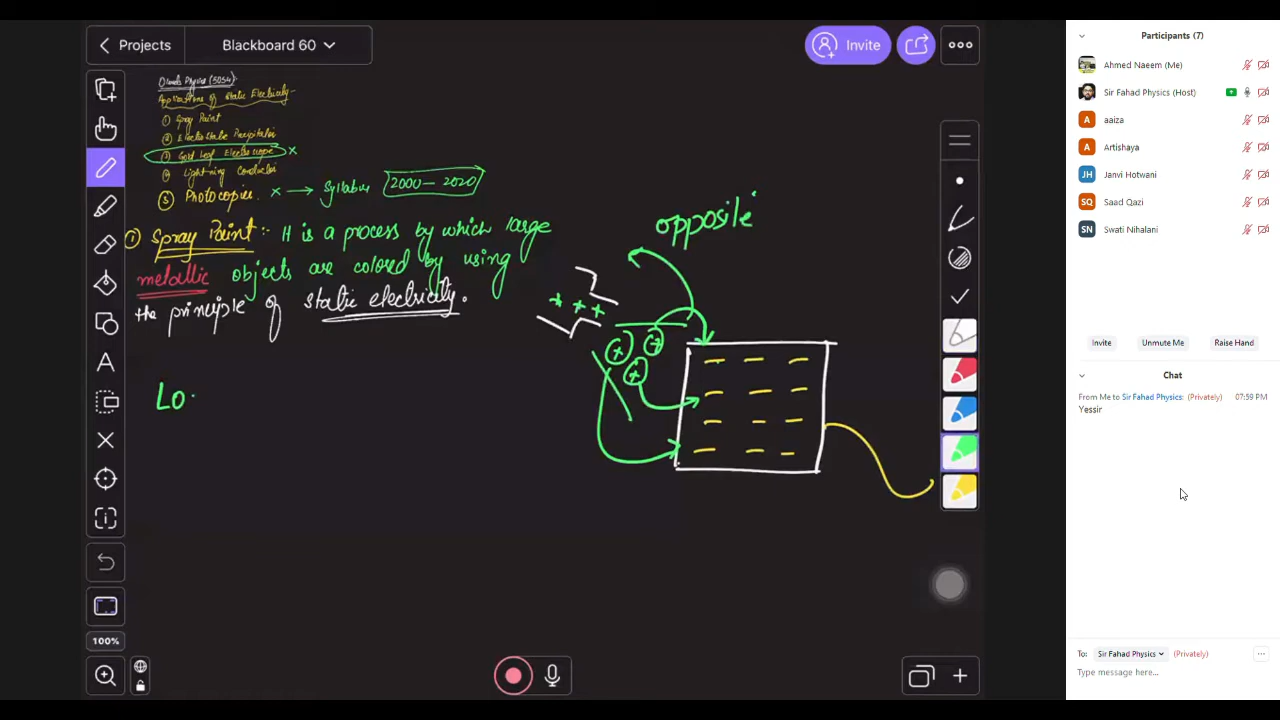 Projects
Blackboard 60
Invite
O'levels Physics (5054)
Applications of Static Electricity
① Spray Paint
② Electrostatic Precipitator
③ Gold Leaf Electroscope ×
④ Lightning Conductor
⑤ Photocopier × → Syllabus 2000 – 2020
① Spray Paint :- It is a process by which large
metallic objects are colored by using
the principle of static electricity.
opposite
+ + +
+ +
+
Lo
100%
Participants (7)
Ahmed Naeem (Me)
Sir Fahad Physics (Host)
A aaiza
A Artishaya
JH Janvi Hotwani
SQ Saad Qazi
SN Swati Nihalani
Invite
Unmute Me
Raise Hand
Chat
From Me to Sir Fahad Physics: (Privately) 07:59 PM
Yessir
To: Sir Fahad Physics (Privately)
Type message here...